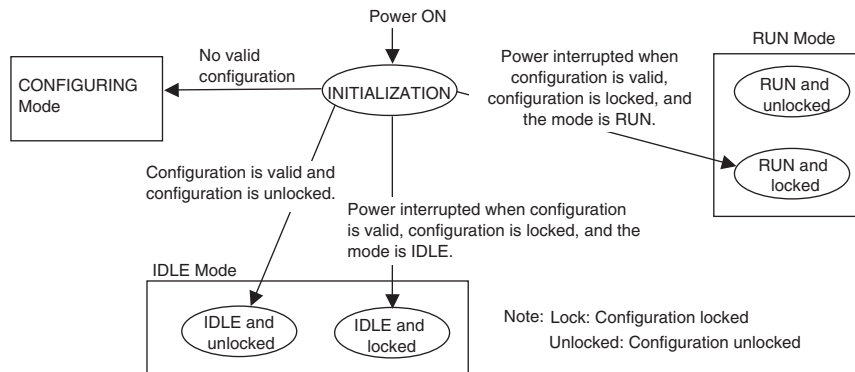 Power ON
RUN Mode
No valid
configuration
CONFIGURING
Mode
INITIALIZATION
Power interrupted when
configuration is valid,
configuration is locked, and
the mode is RUN.
RUN and
unlocked
RUN and
locked
Configuration is valid and
configuration is unlocked.
Power interrupted when configuration
is valid, configuration is locked, and the
mode is IDLE.
IDLE Mode
IDLE and
unlocked
IDLE and
locked
Note: Lock: Configuration locked
Unlocked: Configuration unlocked